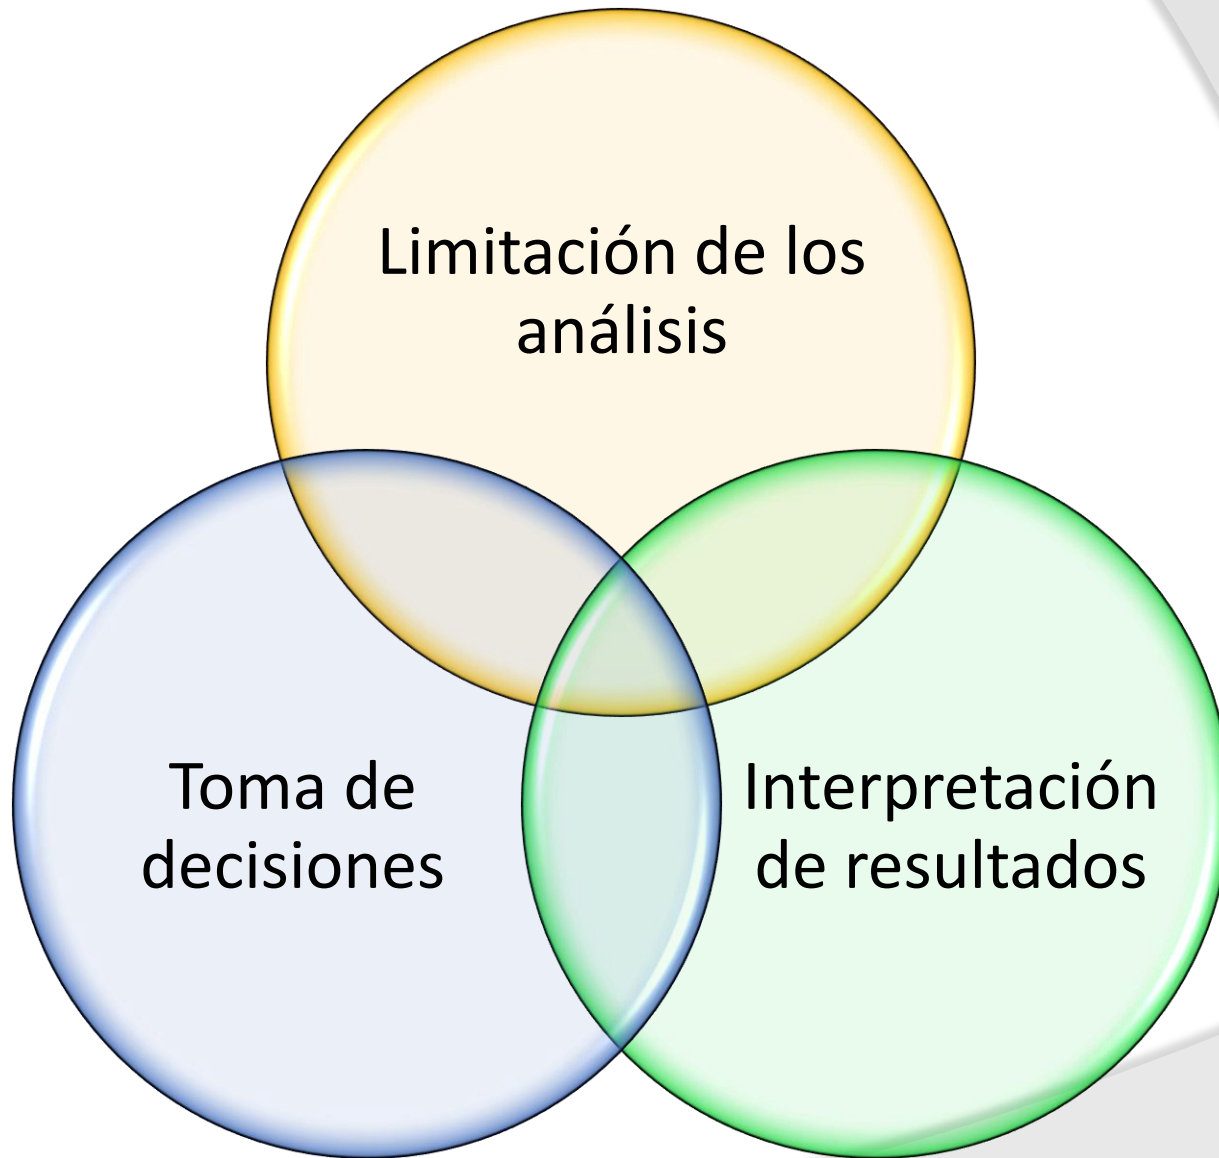 Limitación de los
análisis
Toma de
decisiones
Interpretación
de resultados